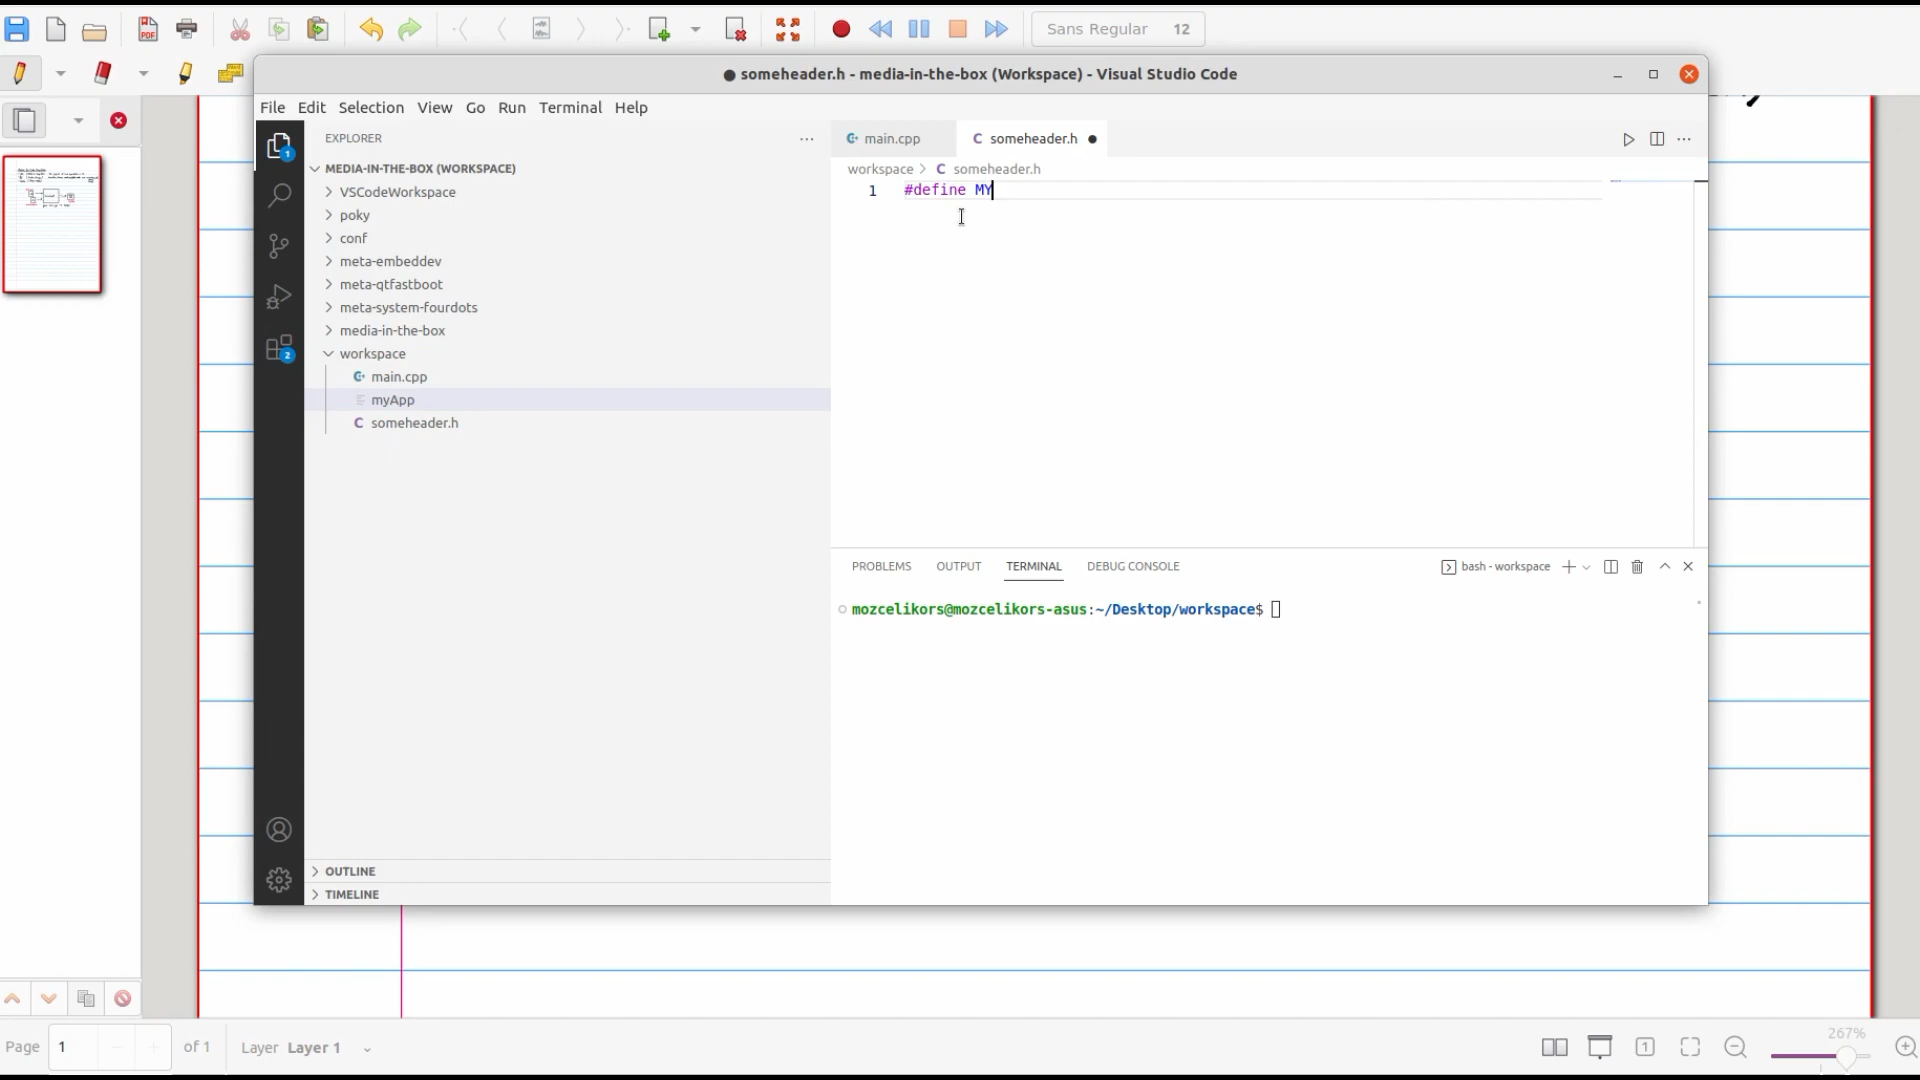 Sans Regular 12
● someheader.h - media-in-the-box (Workspace) - Visual Studio Code
File Edit Selection View Go Run Terminal Help
EXPLORER
MEDIA-IN-THE-BOX (WORKSPACE)
VSCodeWorkspace
poky
conf
meta-embeddev
meta-qtfastboot
meta-system-fourdots
media-in-the-box
workspace
main.cpp
myApp
someheader.h
OUTLINE
TIMELINE
main.cpp someheader.h
workspace > someheader.h
1 #define MY
PROBLEMS OUTPUT TERMINAL DEBUG CONSOLE
bash - workspace
mozcelikors@mozcelikors-asus:~/Desktop/workspace$
Page 1 of 1 Layer Layer 1
267%